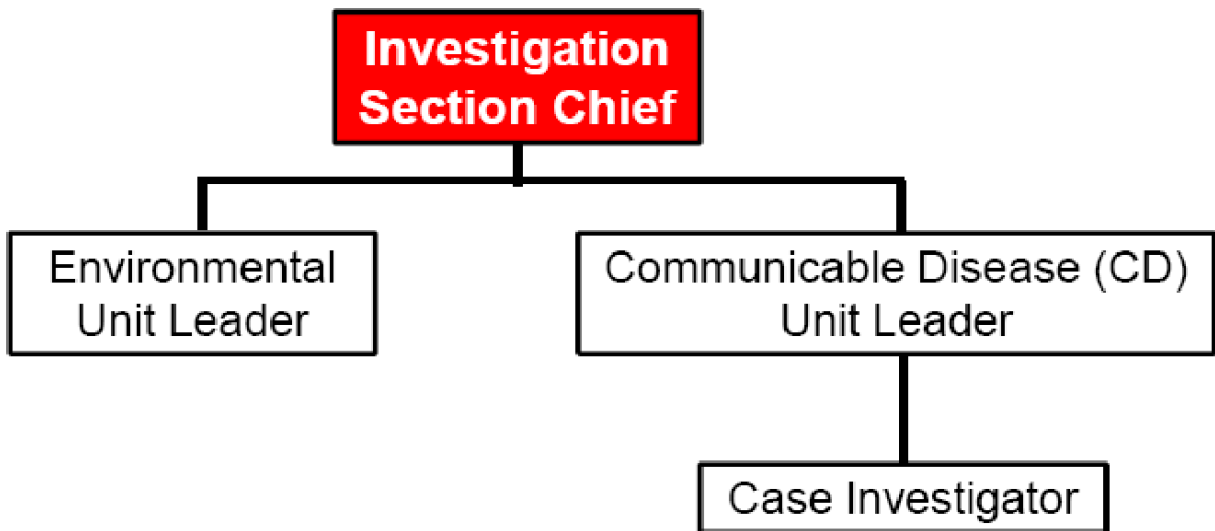 Investigation
Section Chief
Environmental
Unit Leader
Communicable Disease (CD)
Unit Leader
Case Investigator